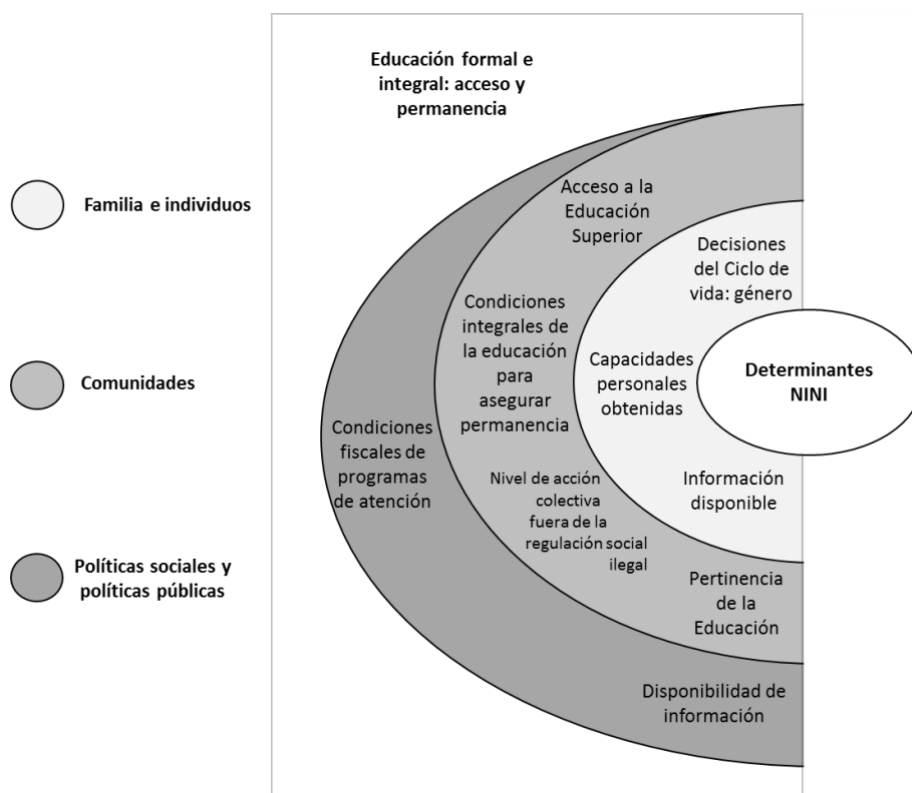 Educación formal e
integral: acceso y
permanencia
Familia e individuos
Comunidades
Políticas sociales y
políticas públicas
Acceso a la
Educación
Superior
Condiciones
integrales de
la educación
para
asegurar
permanencia
Nivel de acción
colectiva
fuera de la
regulación social
ilegal
Pertinencia
de la
Educación
Condiciones
fiscales de
programas
de atención
Disponibilidad de
información
Decisiones
del Ciclo de
vida: género
Capacidades
personales
obtenidas
Información
disponible
Determinantes
NINI